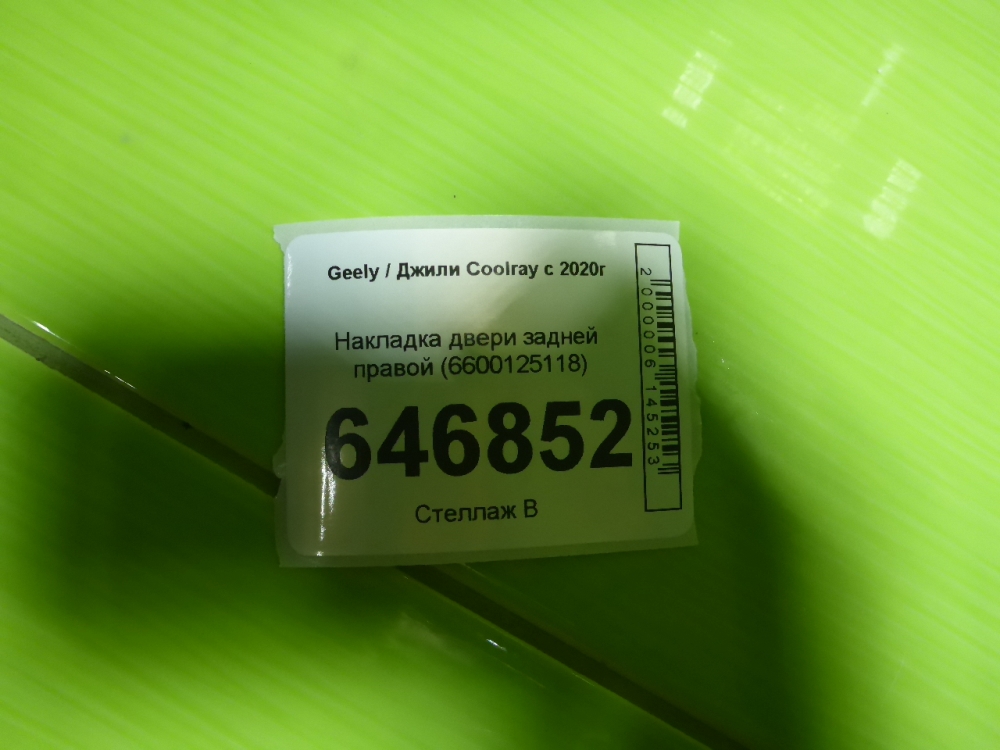 Geely / Джили Coolray с 2020г
Накладка двери задней
правой (6600125118)
646852
Стеллаж В
2 000006 145253